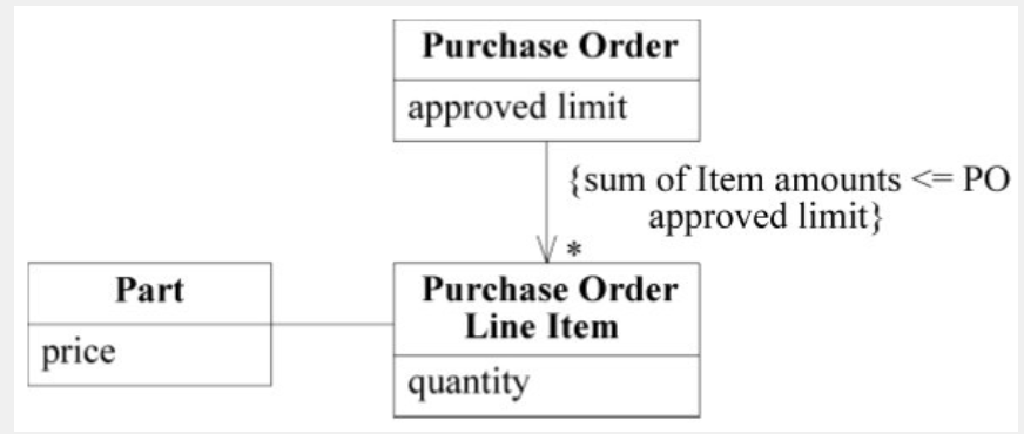 Purchase Order
approved limit
{sum of Item amounts <= PO
approved limit}
*
Part
price
Purchase Order
Line Item
quantity